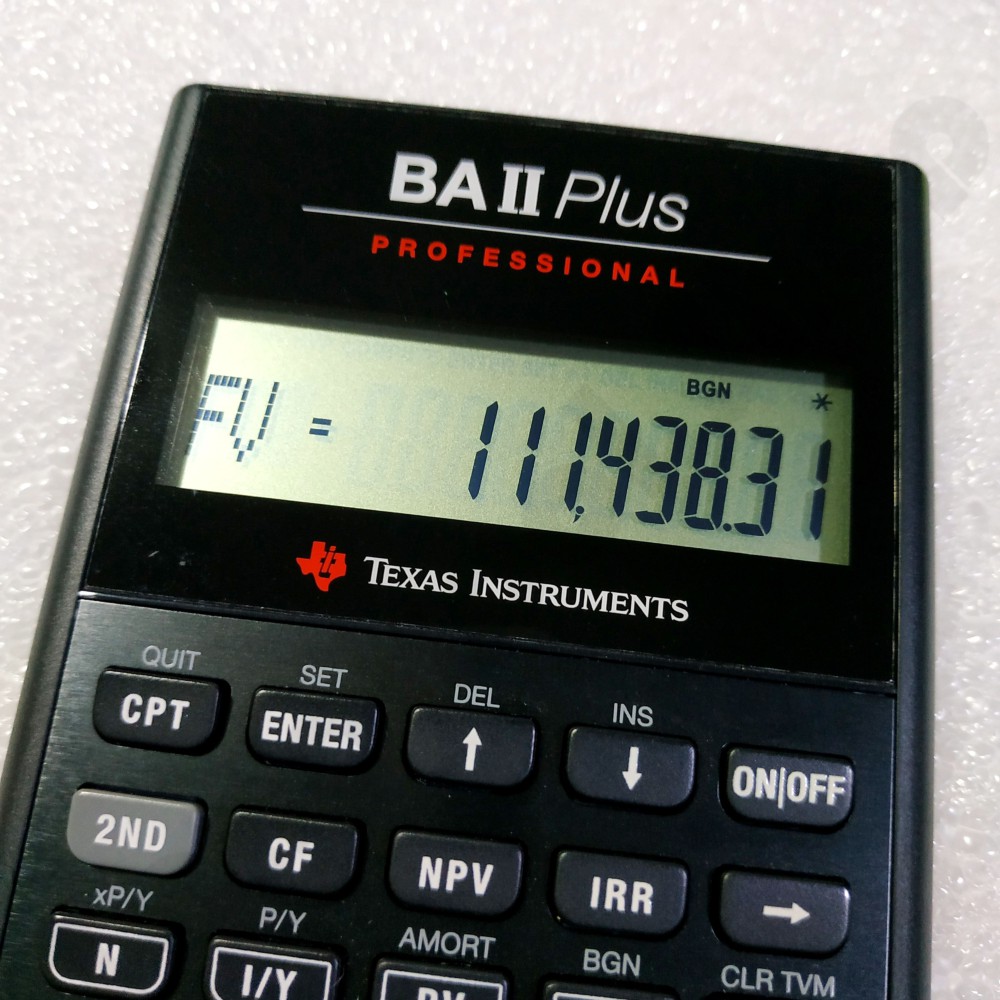 BA II Plus
PROFESSIONAL
BGN *
FV = 111,438.31
TEXAS INSTRUMENTS
QUIT SET DEL INS
CPT ENTER ↑ ↓ ON|OFF
2ND CF NPV IRR →
xP/Y P/Y AMORT BGN CLR TVM
N I/Y PV